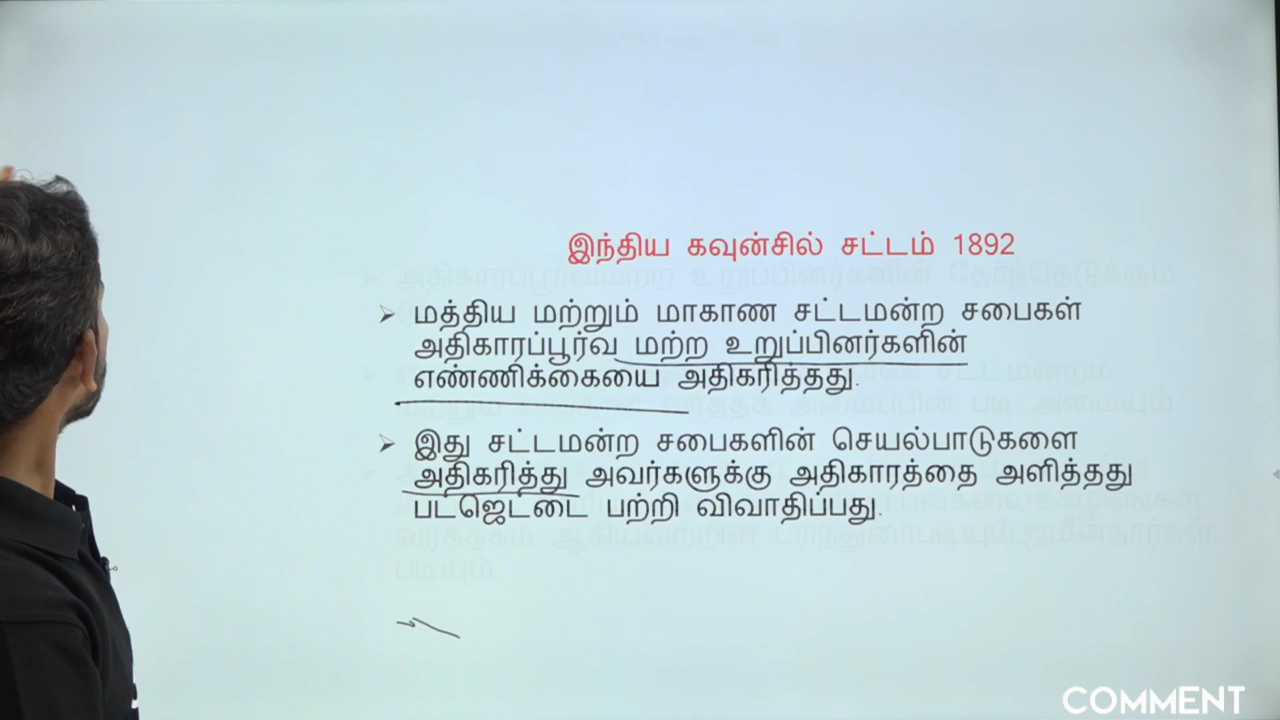 இந்திய கவுன்சில் சட்டம் 1892
➢ மத்திய மற்றும் மாகாண சட்டமன்ற சபைகள்
அதிகாரப்பூர்வ மற்ற உறுப்பினர்களின்
எண்ணிக்கையை அதிகரித்தது.
➢ இது சட்டமன்ற சபைகளின் செயல்பாடுகளை
அதிகரித்து அவர்களுக்கு அதிகாரத்தை அளித்தது
பட்ஜெட்டை பற்றி விவாதிப்பது.
COMMENT